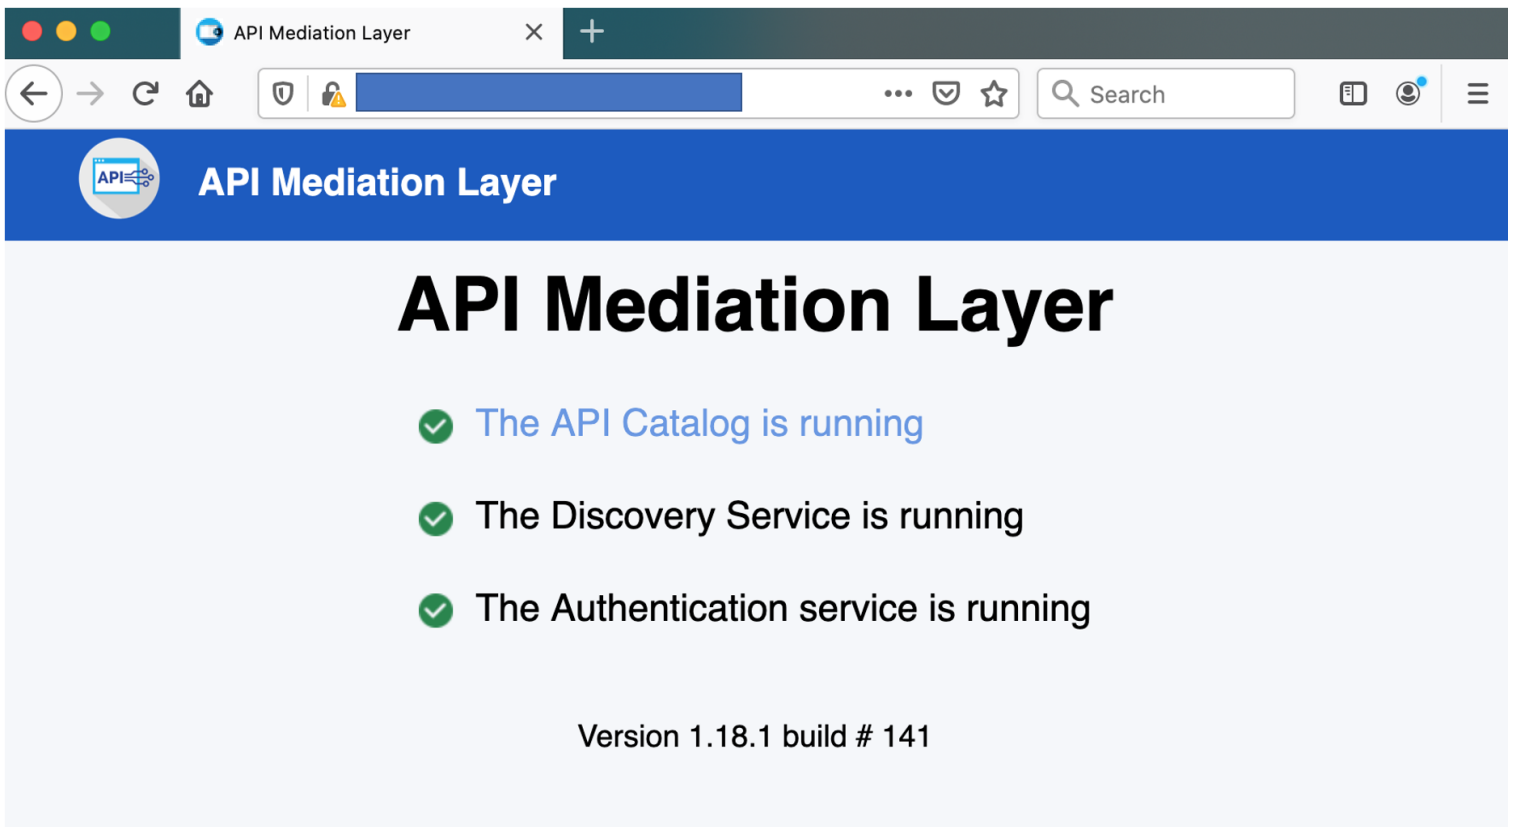 API Mediation Layer
Search
API
API Mediation Layer
API Mediation Layer
The API Catalog is running
The Discovery Service is running
The Authentication service is running
Version 1.18.1 build # 141